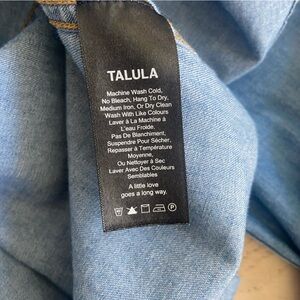 TALULA
Machine Wash Cold,
No Bleach, Hang To Dry,
Medium Iron, Or Dry Clean
Wash With Like Colours
Laver À La Machine À
L'eau Froide.
Pas De Blanchiment,
Suspendre Pour Sécher,
Repasser à Température
Moyenne,
Ou Nettoyer à Sec
Laver Avec Des Couleurs
Semblables
A little love
goes a long way.
P